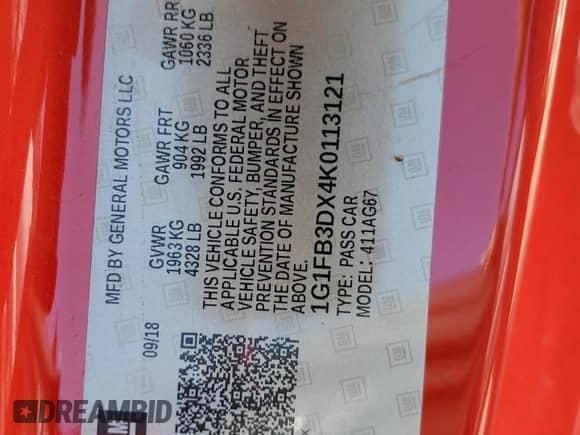 MFD BY GENERAL MOTORS LLC
09/18
GVWR
1963 KG
4328 LB
GAWR FRT
904 KG
1992 LB
GAWR RR
1060 KG
2336 LB
THIS VEHICLE CONFORMS TO ALL
APPLICABLE U.S. FEDERAL MOTOR
VEHICLE SAFETY, BUMPER, AND THEFT
PREVENTION STANDARDS IN EFFECT ON
THE DATE OF MANUFACTURE SHOWN
ABOVE.
1G1FB3DX4K0113121
TYPE: PASS CAR
MODEL: 411AG67
DREAMBID